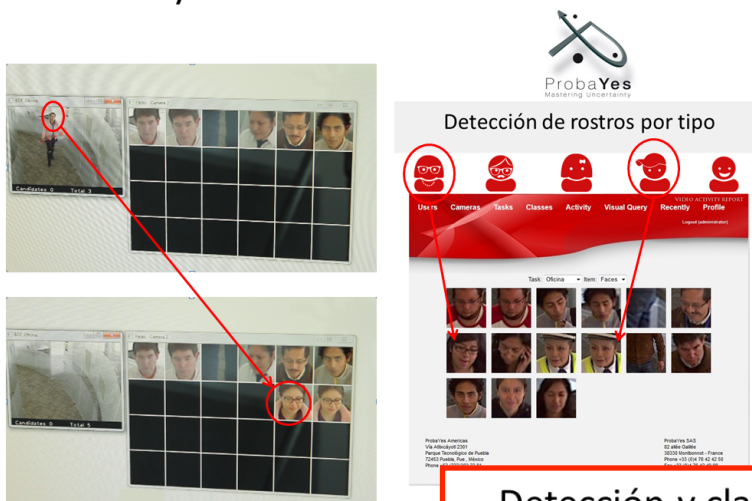 ProbaYes
Mastering Uncertainty
Detección de rostros por tipo
Candidates 0 Total 3
Candidates 0 Total 5
VIDEO ACTIVITY REPORT
Users Cameras Tasks Classes Activity Visual Query Recently Profile
Logout (administrator)
Task: Oficina Item: Faces
ProbaYes Americas
Vía Atlixcáyotl 2301
Parque Tecnológico de Puebla
72453 Puebla, Pue., México
ProbaYes SAS
82 allée Galilée
38330 Montbonnot - France
Phone +33 (0)4 76 42 42 50
Detección y cla